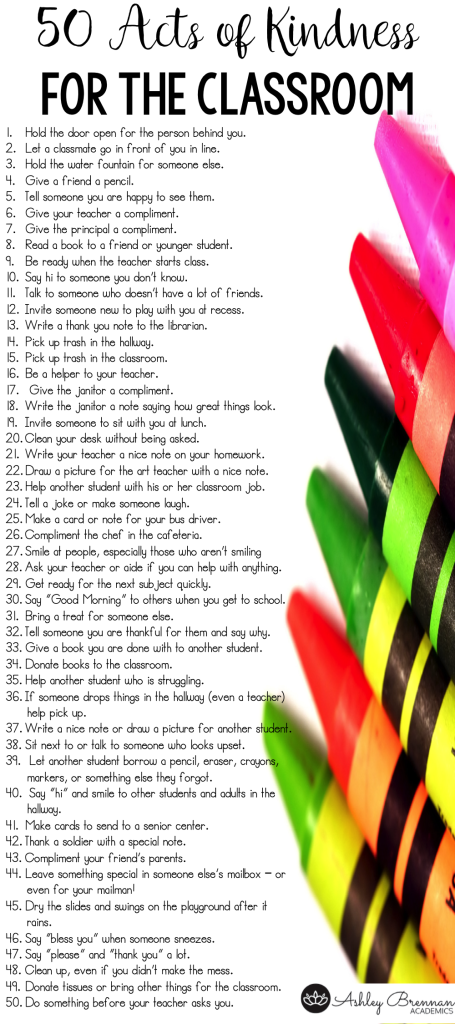 50 Acts of Kindness
FOR THE CLASSROOM
1. Hold the door open for the person behind you.
2. Let a classmate go in front of you in line.
3. Hold the water fountain for someone else.
4. Give a friend a pencil.
5. Tell someone you are happy to see them.
6. Give your teacher a compliment.
7. Give the principal a compliment.
8. Read a book to a friend or younger student.
9. Be ready when the teacher starts class.
10. Say hi to someone you don't know.
11. Talk to someone who doesn't have a lot of friends.
12. Invite someone new to play with you at recess.
13. Write a thank you note to the librarian.
14. Pick up trash in the hallway.
15. Pick up trash in the classroom.
16. Be a helper to your teacher.
17. Give the janitor a compliment.
18. Write the janitor a note saying how great things look.
19. Invite someone to sit with you at lunch.
20. Clean your desk without being asked.
21. Write your teacher a nice note on your homework.
22. Draw a picture for the art teacher with a nice note.
23. Help another student with his or her classroom job.
24. Tell a joke or make someone laugh.
25. Make a card or note for your bus driver.
26. Compliment the chef in the cafeteria.
27. Smile at people, especially those who aren't smiling
28. Ask your teacher or aide if you can help with anything.
29. Get ready for the next subject quickly.
30. Say "Good Morning" to others when you get to school.
31. Bring a treat for someone else.
32. Tell someone you are thankful for them and say why.
33. Give a book you are done with to another student.
34. Donate books to the classroom.
35. Help another student who is struggling.
36. If someone drops things in the hallway (even a teacher)
help pick up.
37. Write a nice note or draw a picture for another student.
38. Sit next to or talk to someone who looks upset.
39. Let another student borrow a pencil, eraser, crayons,
markers, or something else they forgot.
40. Say "hi" and smile to other students and adults in the
hallway.
41. Make cards to send to a senior center.
42. Thank a soldier with a special note.
43. Compliment your friend's parents.
44. Leave something special in someone else's mailbox – or
even for your mailman!
45. Dry the slides and swings on the playground after it
rains.
46. Say "bless you" when someone sneezes.
47. Say "please" and "thank you" a lot.
48. Clean up, even if you didn't make the mess.
49. Donate tissues or bring other things for the classroom.
50. Do something before your teacher asks you.
Ashley Brennan
ACADEMICS